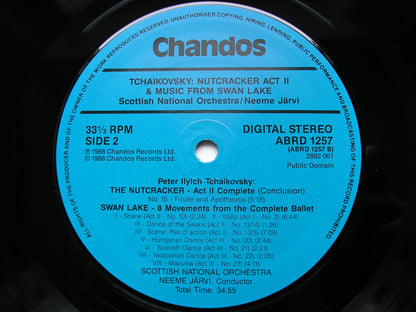 ALL RIGHTS OF THE MANUFACTURER AND OF THE OWNER OF THE WORK REPRODUCED RESERVED. UNAUTHORISED COPYING, HIRING, LENDING, PUBLIC PERFORMANCE AND BROADCASTING OF THIS RECORD PROHIBITED.
Chandos
TCHAIKOVSKY: NUTCRACKER ACT II
& MUSIC FROM SWAN LAKE
Scottish National Orchestra/Neeme Järvi
33⅓ RPM
SIDE 2
℗ 1988 Chandos Records Ltd.
© 1988 Chandos Records Ltd.
DIGITAL STEREO
ABRD 1257
(ABRD 1257 B)
2892 061
Public Domain
Peter Ilyich Tchaikovsky:
THE NUTCRACKER - Act II Complete (Conclusion)
No. 15 - Finale and Apotheosis (5:18)
SWAN LAKE - 8 Movements from the Complete Ballet
I - Scene (Act II - No. 10) (2:24) II - Waltz (Act I - No. 2) (6:44)
III - Dance of the Swans (Act II - No. 13/14) (1:26)
IV - Scene: Pas d'action (Act II - No. 13/5) (7:09)
V - Hungarian Dance (Act III - No. 20) (2:44)
VI - Spanish Dance (Act III - No. 21) (2:21)
VII - Neapolitan Dance (Act III - No. 22) (2:05)
VIII - Mazurka (Act III - No. 23) (4:11)
SCOTTISH NATIONAL ORCHESTRA
NEEME JÄRVI, Conductor
Total Time: 34:55